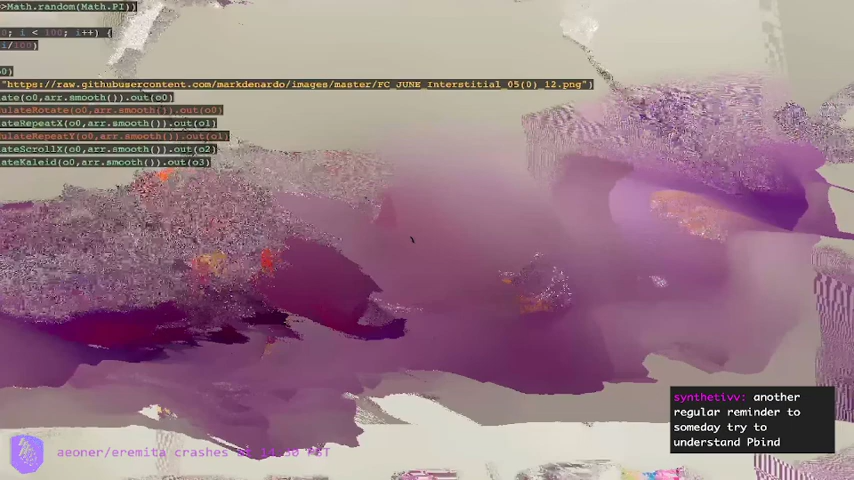 >Math.random(Math.PI))
0; i < 100; i++) {
i/100)
o0)
"https://raw.githubusercontent.com/markdenardo/images/master/FC_JUNE_Interstitial_05(0)_12.png")
ate(o0,arr.smooth()).out(o0)
ulateRotate(o0,arr.smooth()).out(o0)
ateRepeatX(o0,arr.smooth()).out(o1)
ulateRepeatY(o0,arr.smooth()).out(o1)
ateScrollX(o0,arr.smooth()).out(o2)
ateKaleid(o0,arr.smooth()).out(o3)
synthetivv: another
regular reminder to
someday try to
understand Pbind
aeoner/eremita crashes